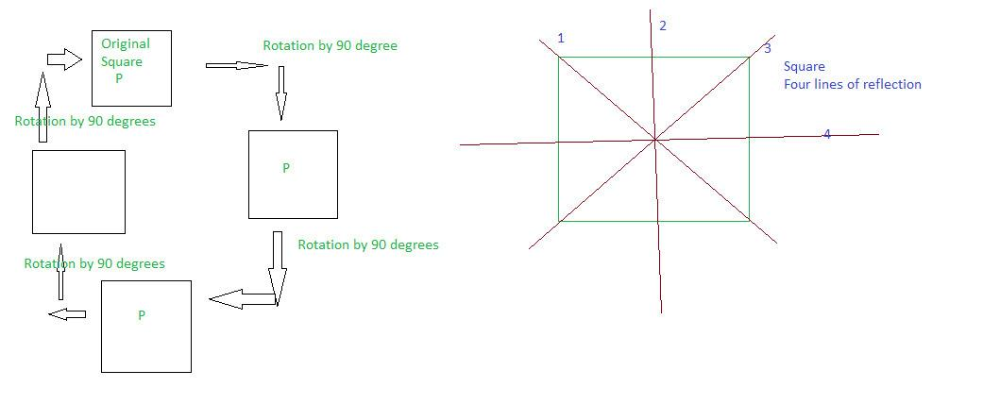 Original
Square
P
Rotation by 90 degree
Rotation by 90 degrees
P
Rotation by 90 degrees
Rotation by 90 degrees
P
1
2
3
Square
Four lines of reflection
4